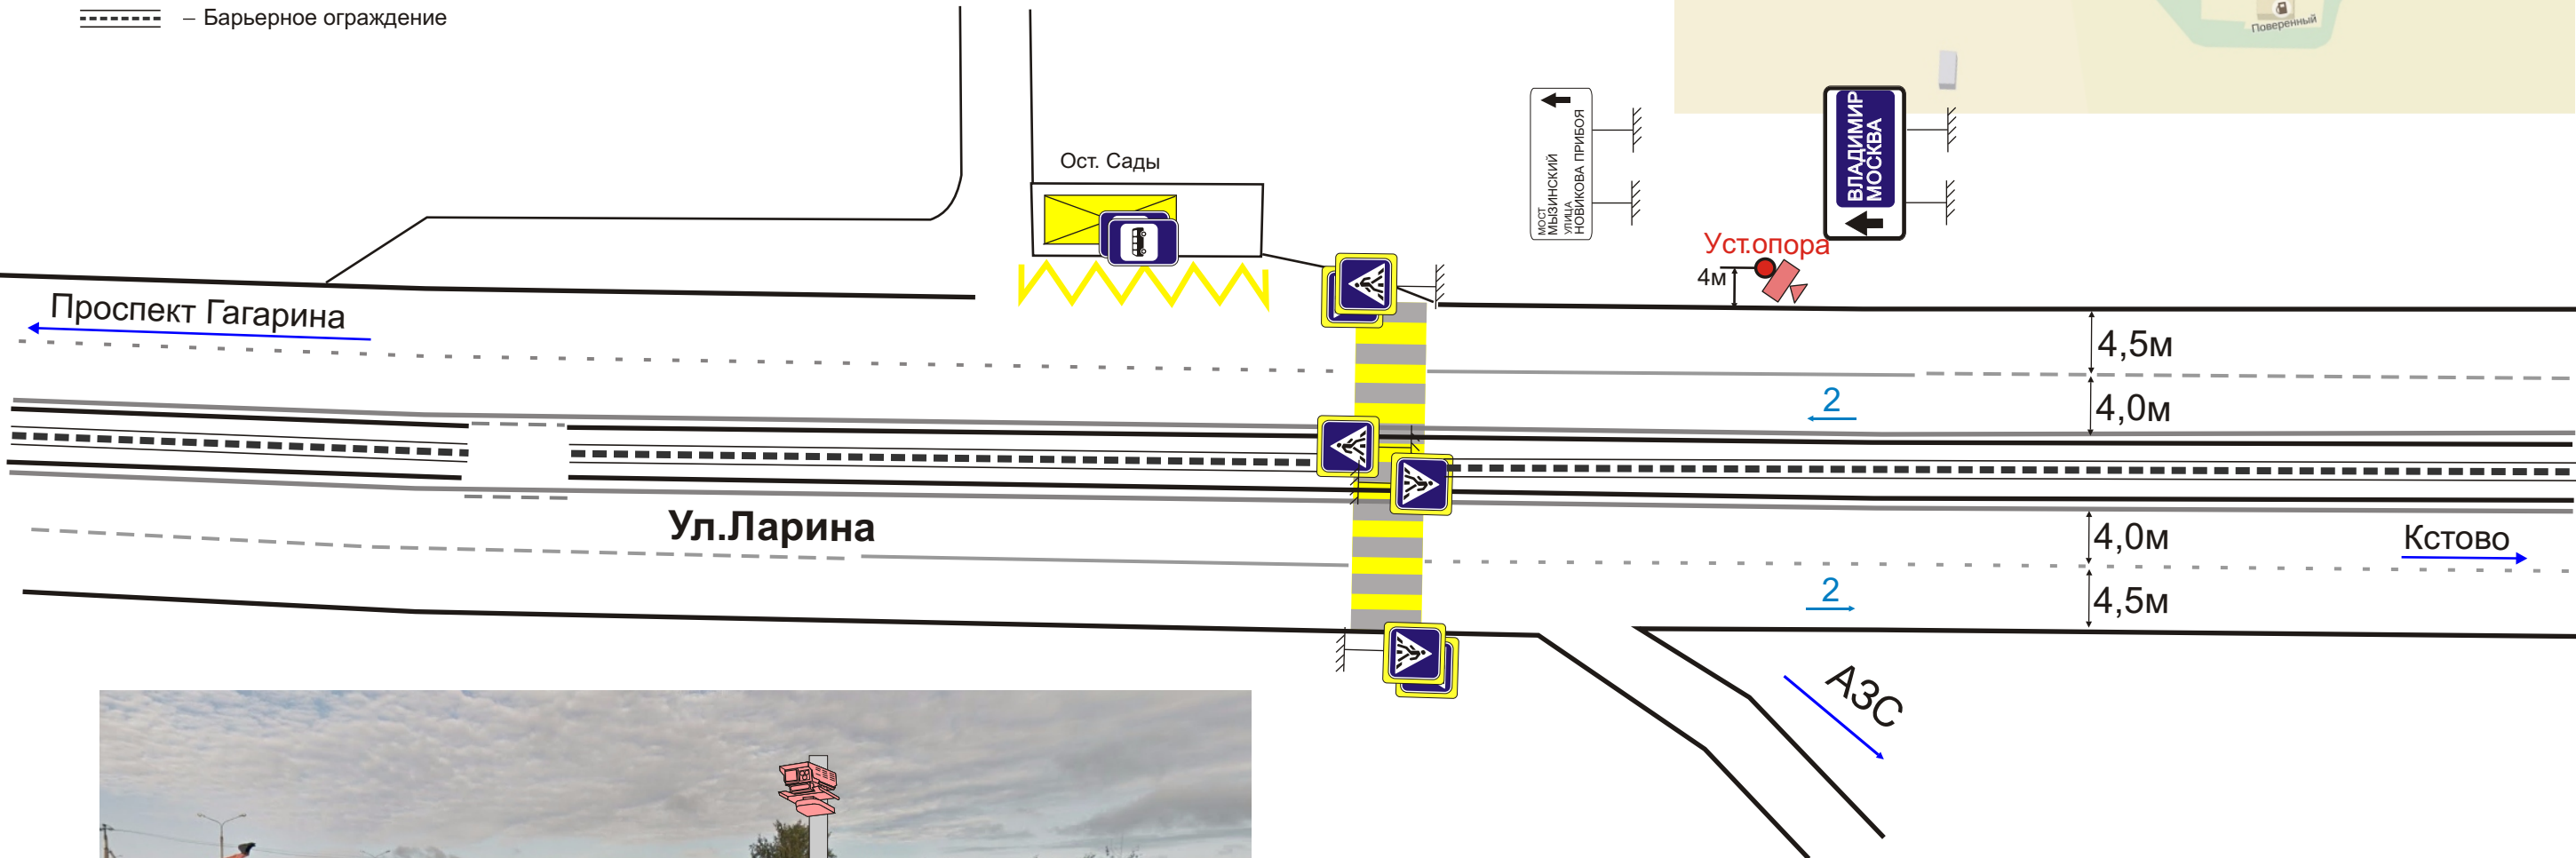 – Барьерное ограждение
Поверенный
Ост. Сады
МОСТ
МЫЗИНСКИЙ
УЛИЦА
НОВИКОВА ПРИБОЯ
ВЛАДИМИР
МОСКВА
Уст.опора
4м
Проспект Гагарина
4,5м
2
4,0м
Ул.Ларина
4,0м
Кстово
2
4,5м
АЗС